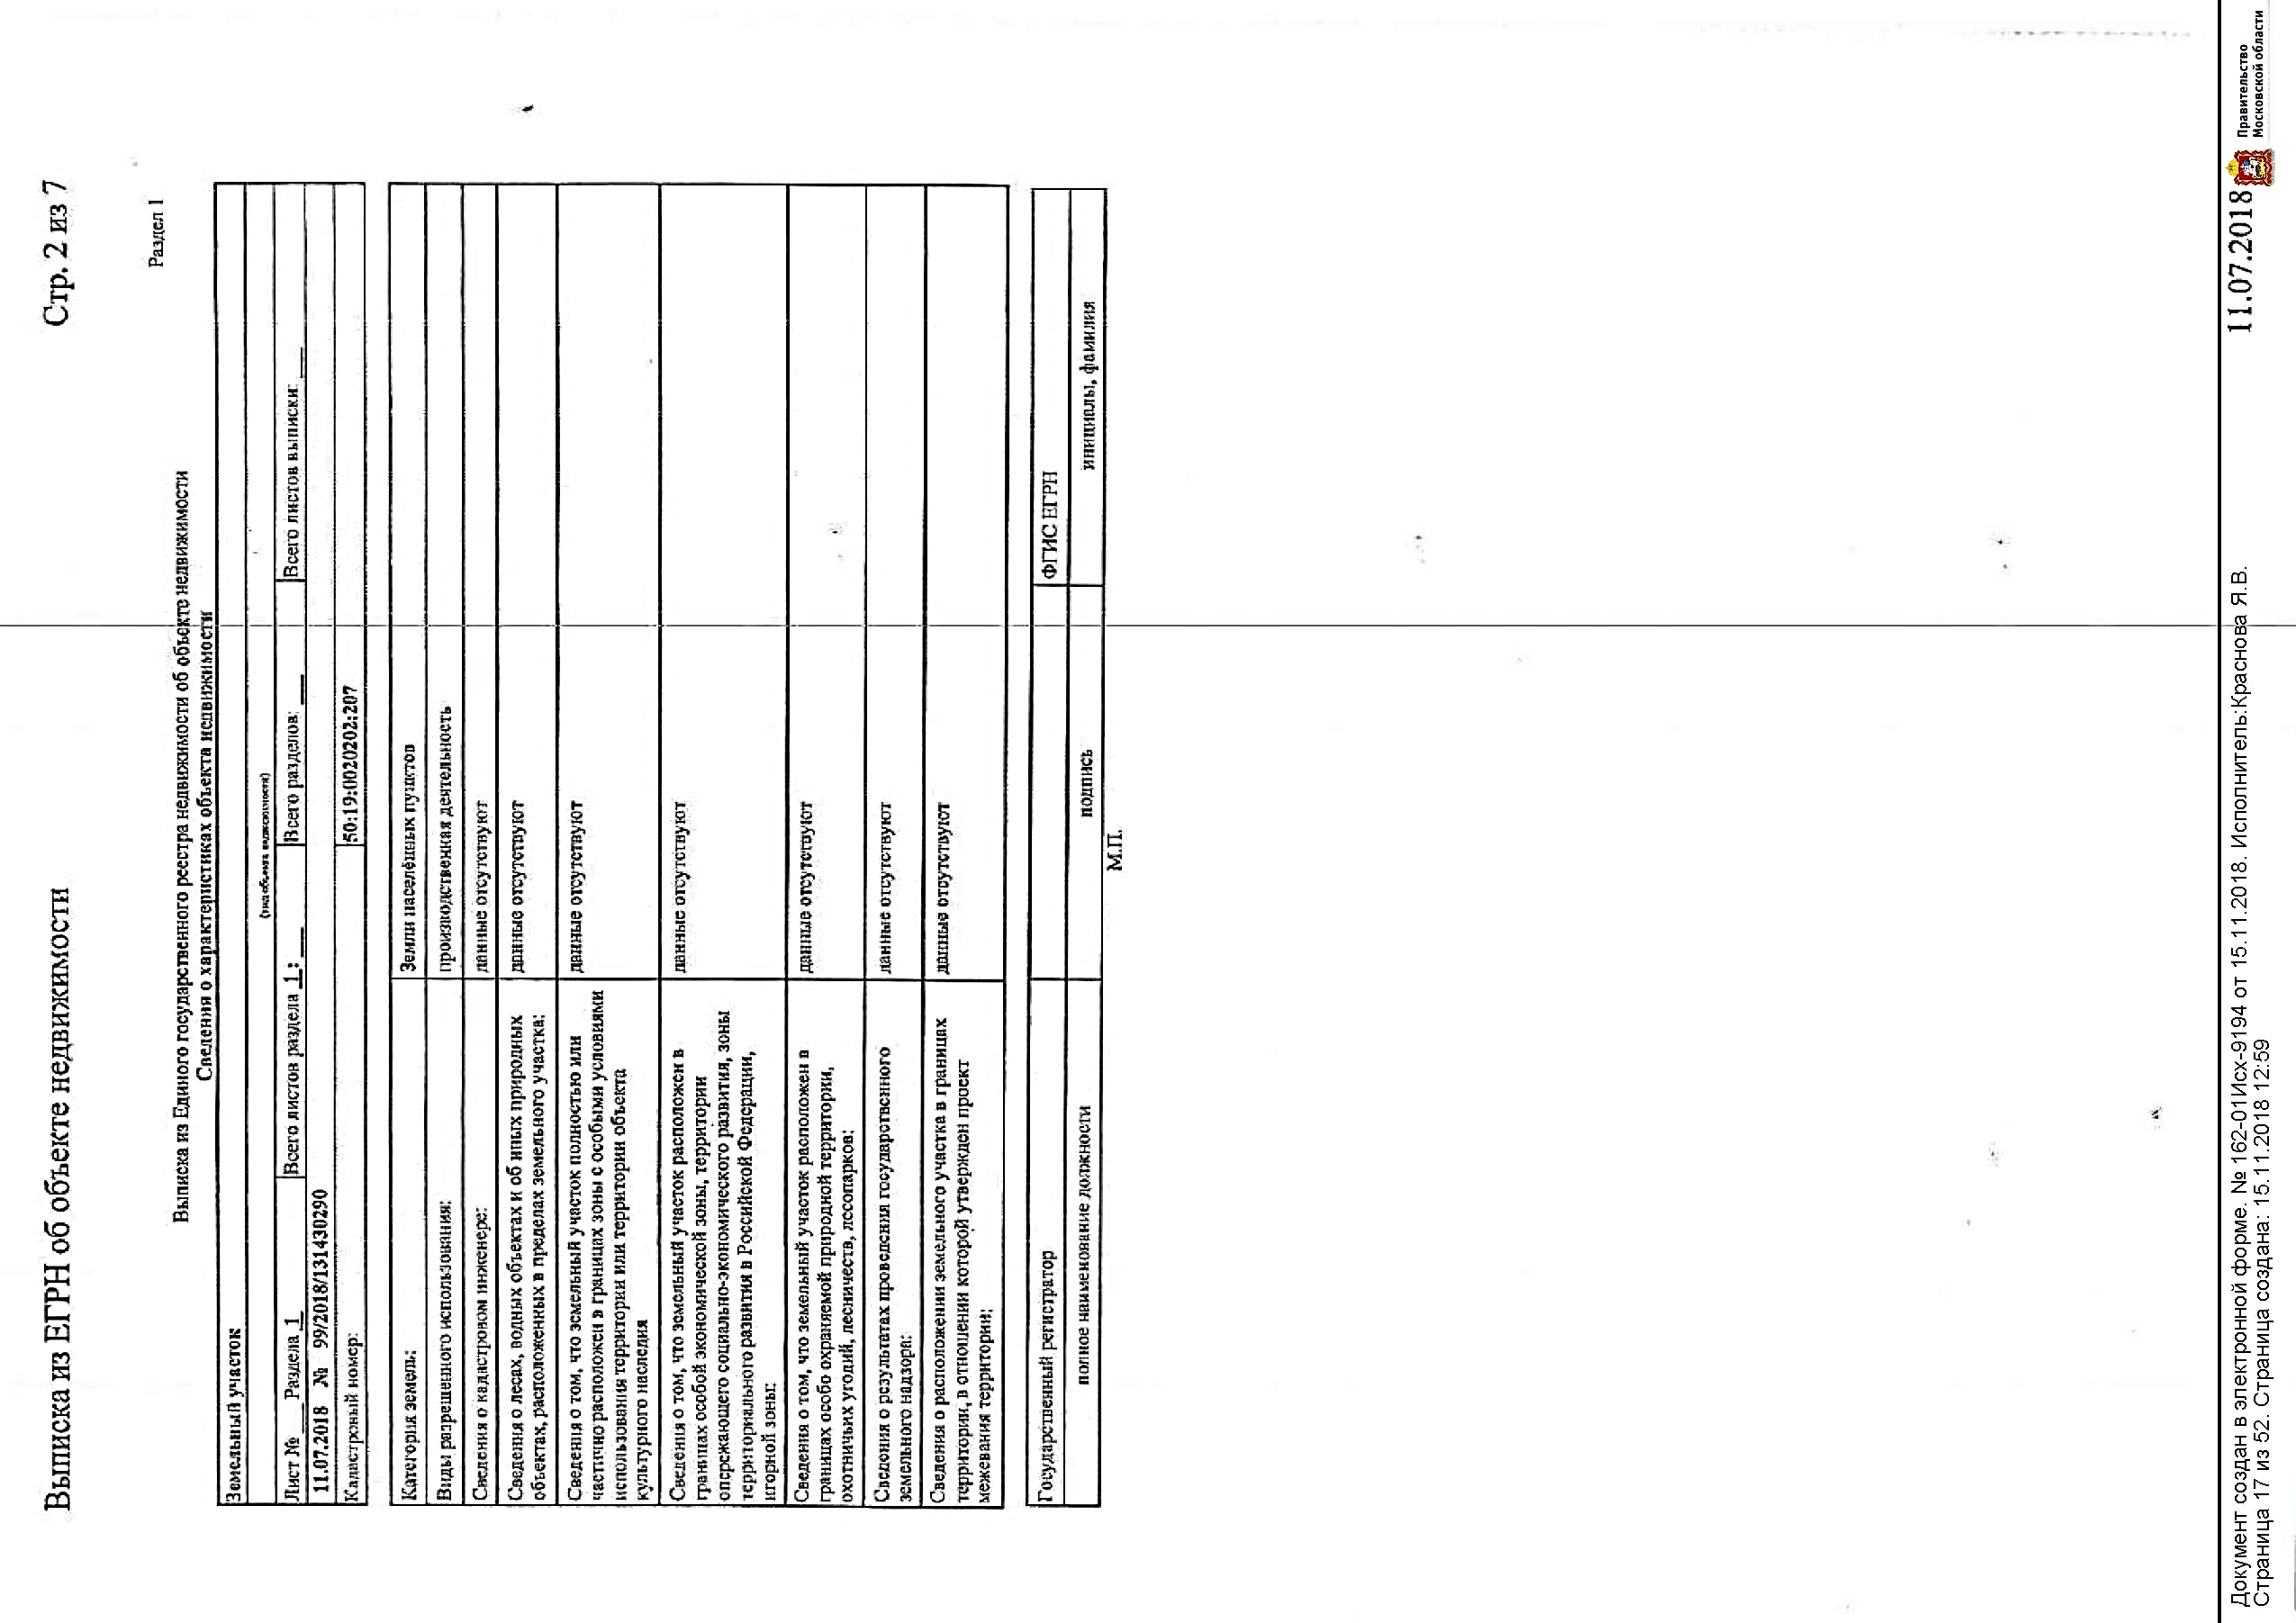 Выписка из ЕГРН об объекте недвижимости Стр. 2 из 7
Раздел 1
Выписка из Единого государственного реестра недвижимости об объекте недвижимости
Сведения о характеристиках объекта недвижимости
Земельный участок
(вид объекта недвижимости)
Лист № ___ Раздела 1 Всего листов раздела 1 : ___ Всего разделов: ___ Всего листов выписки: ___
11.07.2018 № 99/2018/131430290
Кадастровый номер: 50:19:0020202:207
Категория земель: Земли населённых пунктов
Виды разрешенного использования: производственная деятельность
Сведения о кадастровом инженере: данные отсутствуют
Сведения о лесах, водных объектах и об иных природных данные отсутствуют
объектах, расположенных в пределах земельного участка:
Сведения о том, что земельный участок полностью или данные отсутствуют
частично расположен в границах зоны с особыми условиями
использования территории или территории объекта
культурного наследия
Сведения о том, что земельный участок расположен в данные отсутствуют
границах особой экономической зоны, территории
опережающего социально-экономического развития, зоны
территориального развития в Российской Федерации,
игорной зоны:
Сведения о том, что земельный участок расположен в данные отсутствуют
границах особо охраняемой природной территории,
охотничьих угодий, лесничеств, лесопарков:
Сведения о результатах проведения государственного данные отсутствуют
земельного надзора:
Сведения о расположении земельного участка в границах данные отсутствуют
территории, в отношении которой утвержден проект
межевания территории:
Государственный регистратор ФГИС ЕГРН
полное наименование должности подпись инициалы, фамилия
М.П.
11.07.2018
Документ создан в электронной форме. № 162-01Исх-9194 от 15.11.2018. Исполнитель:Краснова Я.В.
Страница 17 из 52. Страница создана: 15.11.2018 12:59
Правительство
Московской области